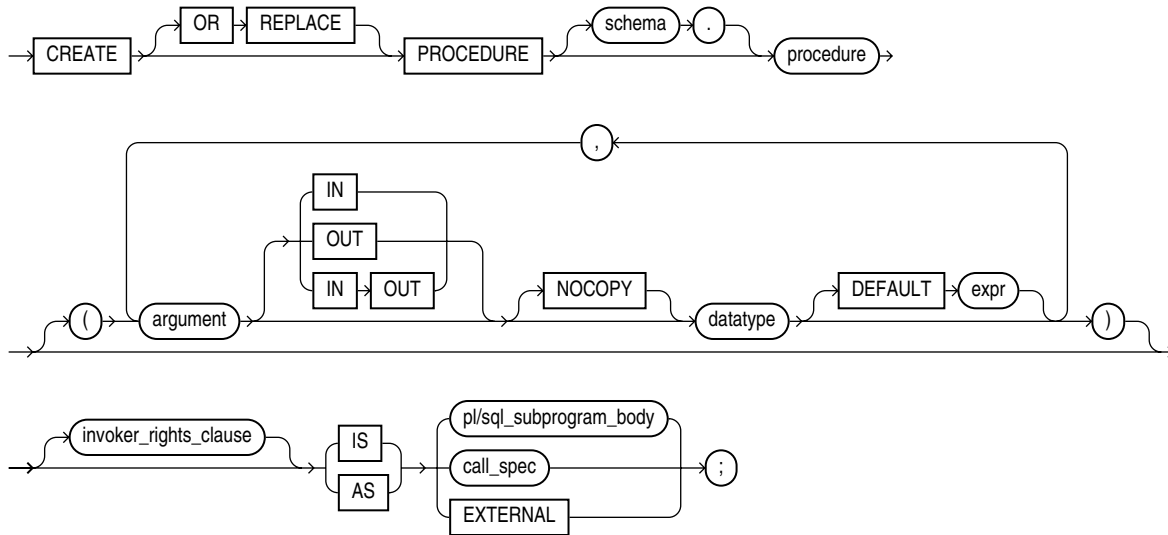 OR REPLACE schema .
CREATE PROCEDURE procedure
,
IN
OUT
IN OUT NOCOPY DEFAULT expr
( argument datatype )
invoker_rights_clause IS pl/sql_subprogram_body
call_spec ;
AS
EXTERNAL